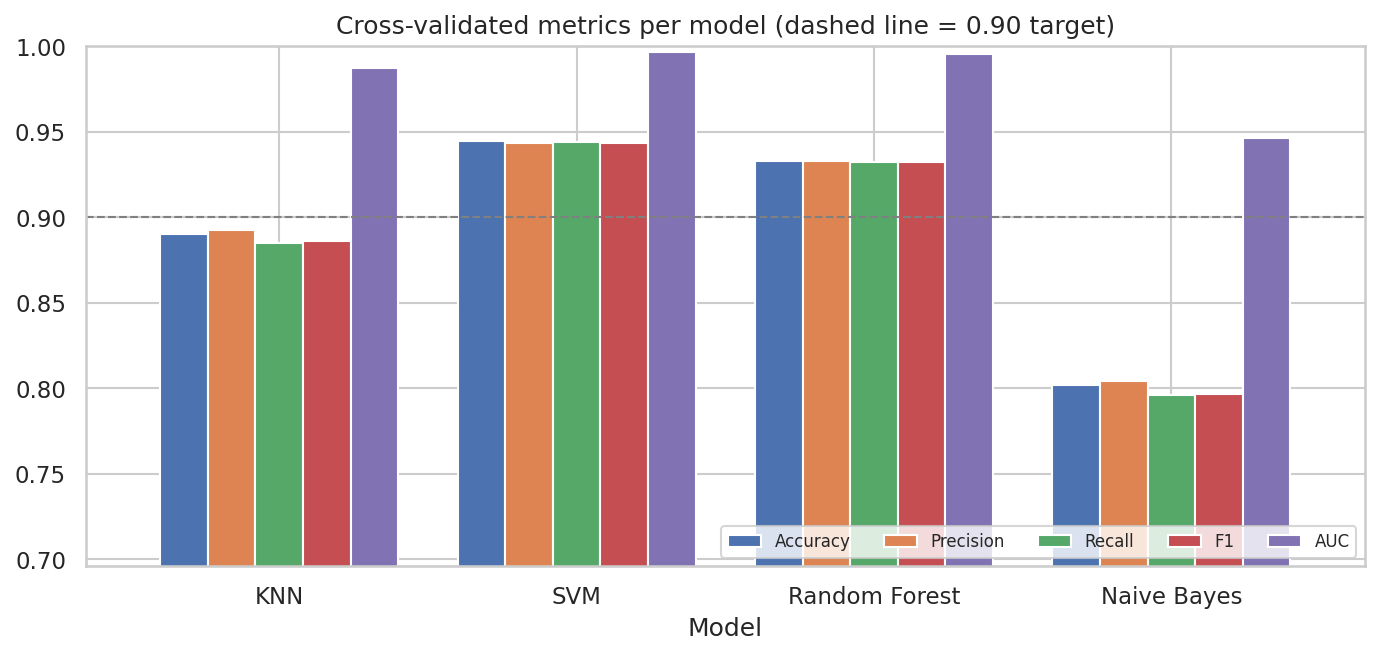 Cross-validated metrics per model (dashed line = 0.90 target)
1.00
0.95
0.90
0.85
0.80
0.75
0.70
Accuracy Precision Recall F1 AUC
KNN SVM Random Forest Naive Bayes
Model